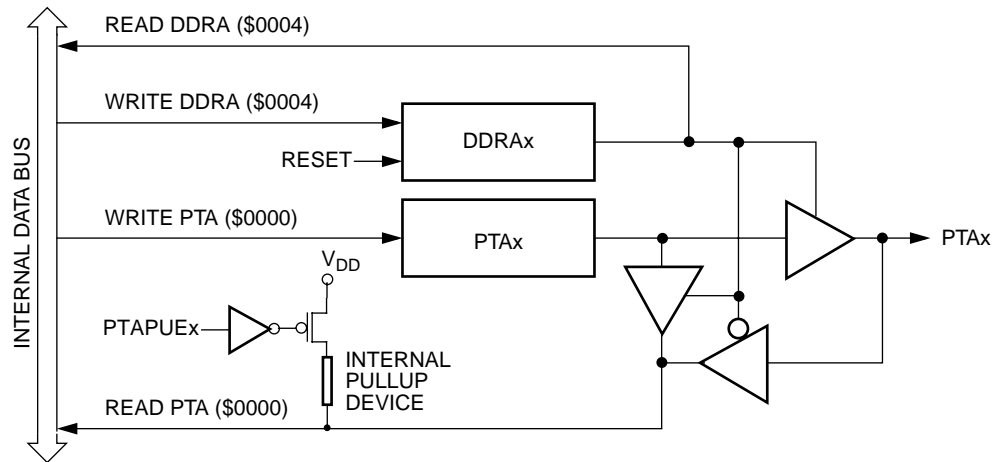 READ DDRA ($0004)
WRITE DDRA ($0004)
DDRAx
RESET
WRITE PTA ($0000)
PTAx
PTAx
VDD
PTAPUEx
INTERNAL
PULLUP
DEVICE
READ PTA ($0000)
INTERNAL DATA BUS